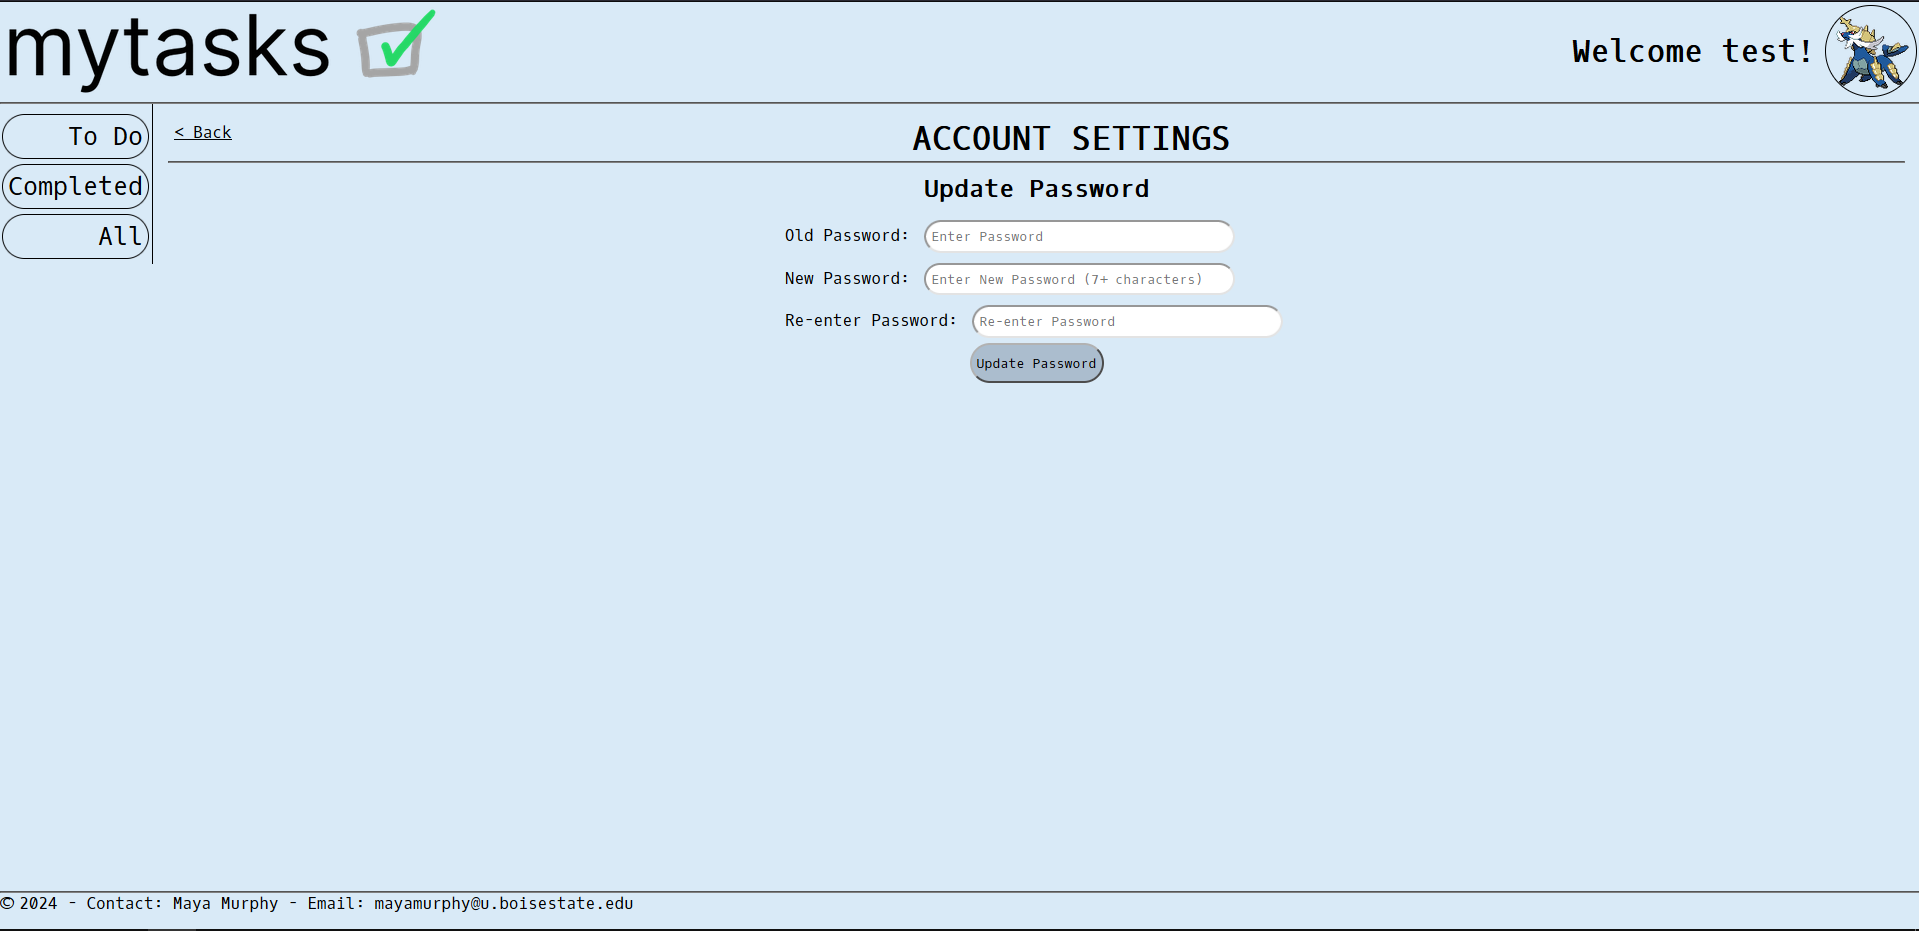 mytasks
Welcome test!
To Do
Completed
All
< Back
ACCOUNT SETTINGS
Update Password
Old Password: Enter Password
New Password: Enter New Password (7+ characters)
Re-enter Password: Re-enter Password
Update Password
© 2024 - Contact: Maya Murphy - Email: mayamurphy@u.boisestate.edu